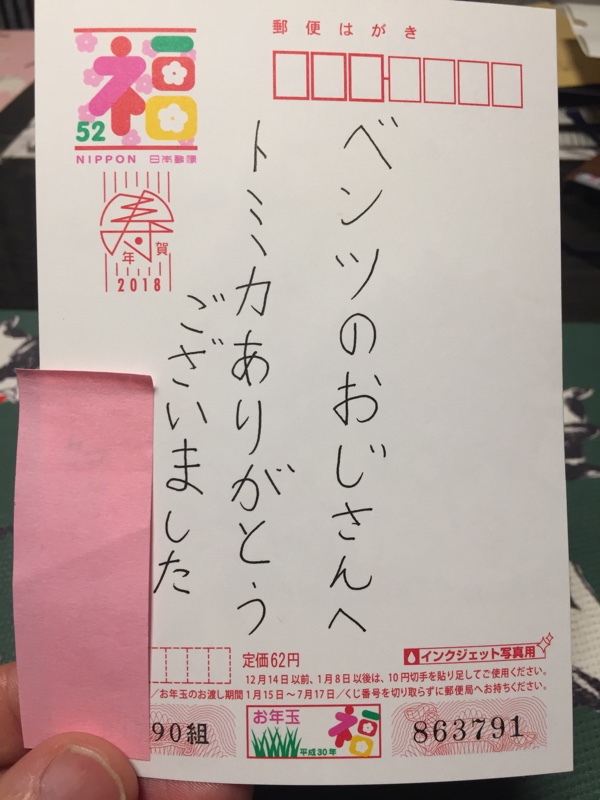 郵便はがき
福
52
NIPPON 日本郵便
寿
年賀
2018
ベンツのおじさんへ
トミカありがとう
ございました
定価62円
インクジェット写真用
12月14日以前、1月8日以後は、10円切手を貼り足してご使用ください。
/お年玉のお渡し期間1月15日~7月17日/くじ番号を切り取らずに郵便局へお持ちください。
90組
お年玉
平成30年
福
863791